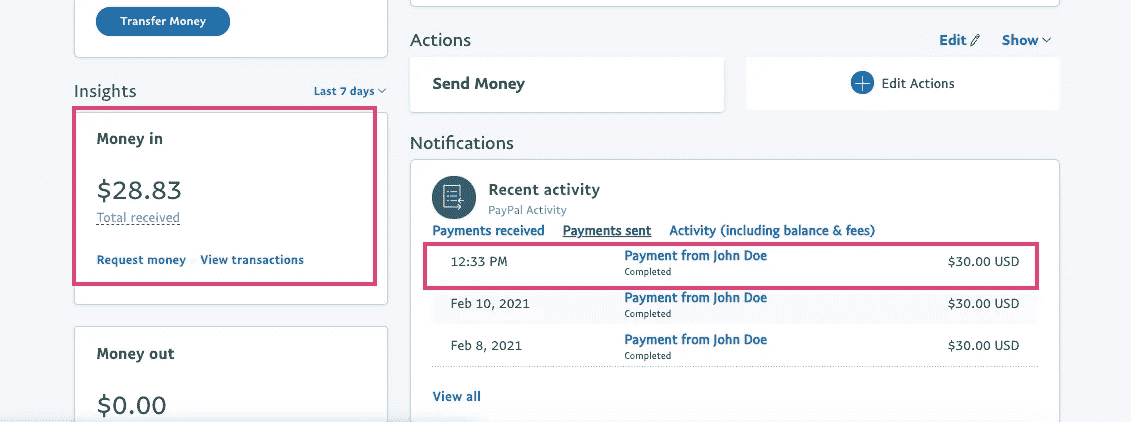 Transfer Money
Insights
Last 7 days
Money in
$28.83
Total received
Request money View transactions
Money out
$0.00
Actions
Edit Show
Send Money
Edit Actions
Notifications
Recent activity
PayPal Activity
Payments received Payments sent Activity (including balance & fees)
12:33 PM Payment from John Doe $30.00 USD
Completed
Feb 10, 2021 Payment from John Doe $30.00 USD
Completed
Feb 8, 2021 Payment from John Doe $30.00 USD
Completed
View all